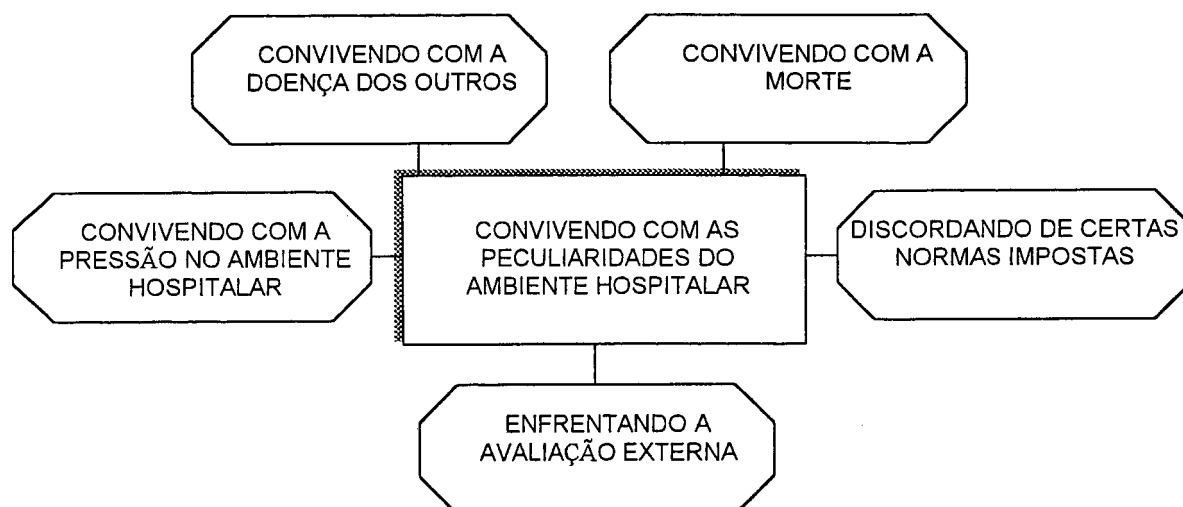 CONVIVENDO COM A
DOENÇA DOS OUTROS
CONVIVENDO COM A
MORTE
CONVIVENDO COM A
PRESSÃO NO AMBIENTE
HOSPITALAR
CONVIVENDO COM AS
PECULIARIDADES DO
AMBIENTE HOSPITALAR
DISCORDANDO DE CERTAS
NORMAS IMPOSTAS
ENFRENTANDO A
AVALIAÇÃO EXTERNA